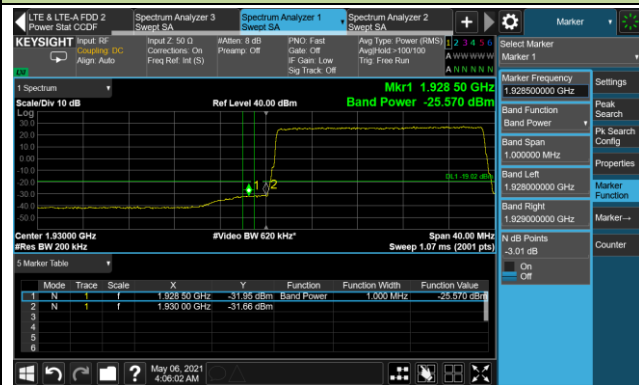 LTE & LTE-A FDD 2
Power Stat CCDF
Spectrum Analyzer 3
Swept SA
Spectrum Analyzer 1
Swept SA
Spectrum Analyzer 2
Swept SA
+
Marker
KEYSIGHT
Input: RF
Coupling: DC
Align: Auto
Input Z: 50 Ω
Corrections: On
Freq Ref: Int (S)
#Atten: 8 dB
Preamp: Off
PNO: Fast
Gate: Off
IF Gain: Low
Sig Track: Off
Avg Type: Power (RMS)
Avg|Hold:>100/100
Trig: Free Run
1 2 3 4 5 6
A W W W W W
A N N N N N
LXI
Select Marker
Marker 1
1 Spectrum
Mkr1 1.928 50 GHz
Band Power -25.570 dBm
Scale/Div 10 dB
Ref Level 40.00 dBm
Log
30.0
20.0
10.0
0.00
-10.0
-20.0
-30.0
-40.0
-50.0
DL1 -19.02 dBm
1
2
Center 1.93000 GHz
#Res BW 200 kHz
#Video BW 620 kHz*
Span 40.00 MHz
Sweep 1.07 ms (2001 pts)
5 Marker Table
Mode Trace Scale X Y Function Function Width Function Value
1 N 1 f 1.928 50 GHz -31.95 dBm Band Power 1.000 MHz -25.570 dBm
2 N 1 f 1.930 00 GHz -31.66 dBm
3
4
5
6
Marker Frequency
1.928500000 GHz
Band Function
Band Power
Band Span
1.000000 MHz
Band Left
1.928000000 GHz
Band Right
1.929000000 GHz
N dB Points
-3.01 dB
On
Off
Settings
Peak
Search
Pk Search
Config
Properties
Marker
Function
Marker→
Counter
?
May 06, 2021
4:06:02 AM